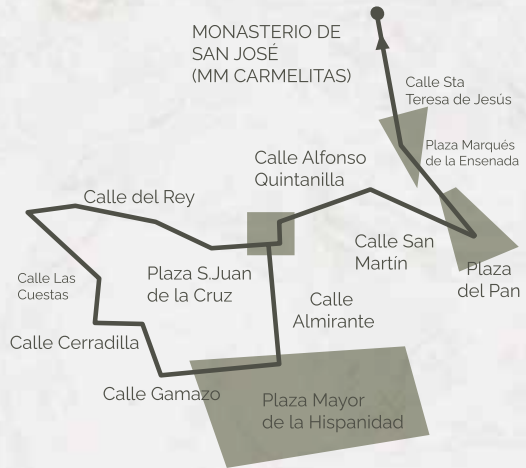 MONASTERIO DE
SAN JOSÉ
(MM CARMELITAS)
Calle Sta
Teresa de Jesús
Plaza Marqués
de la Ensenada
Calle Alfonso
Quintanilla
Calle del Rey
Calle San
Martín
Plaza
del Pan
Calle Las
Cuestas
Plaza S.Juan
de la Cruz
Calle
Almirante
Calle Cerradilla
Calle Gamazo
Plaza Mayor
de la Hispanidad